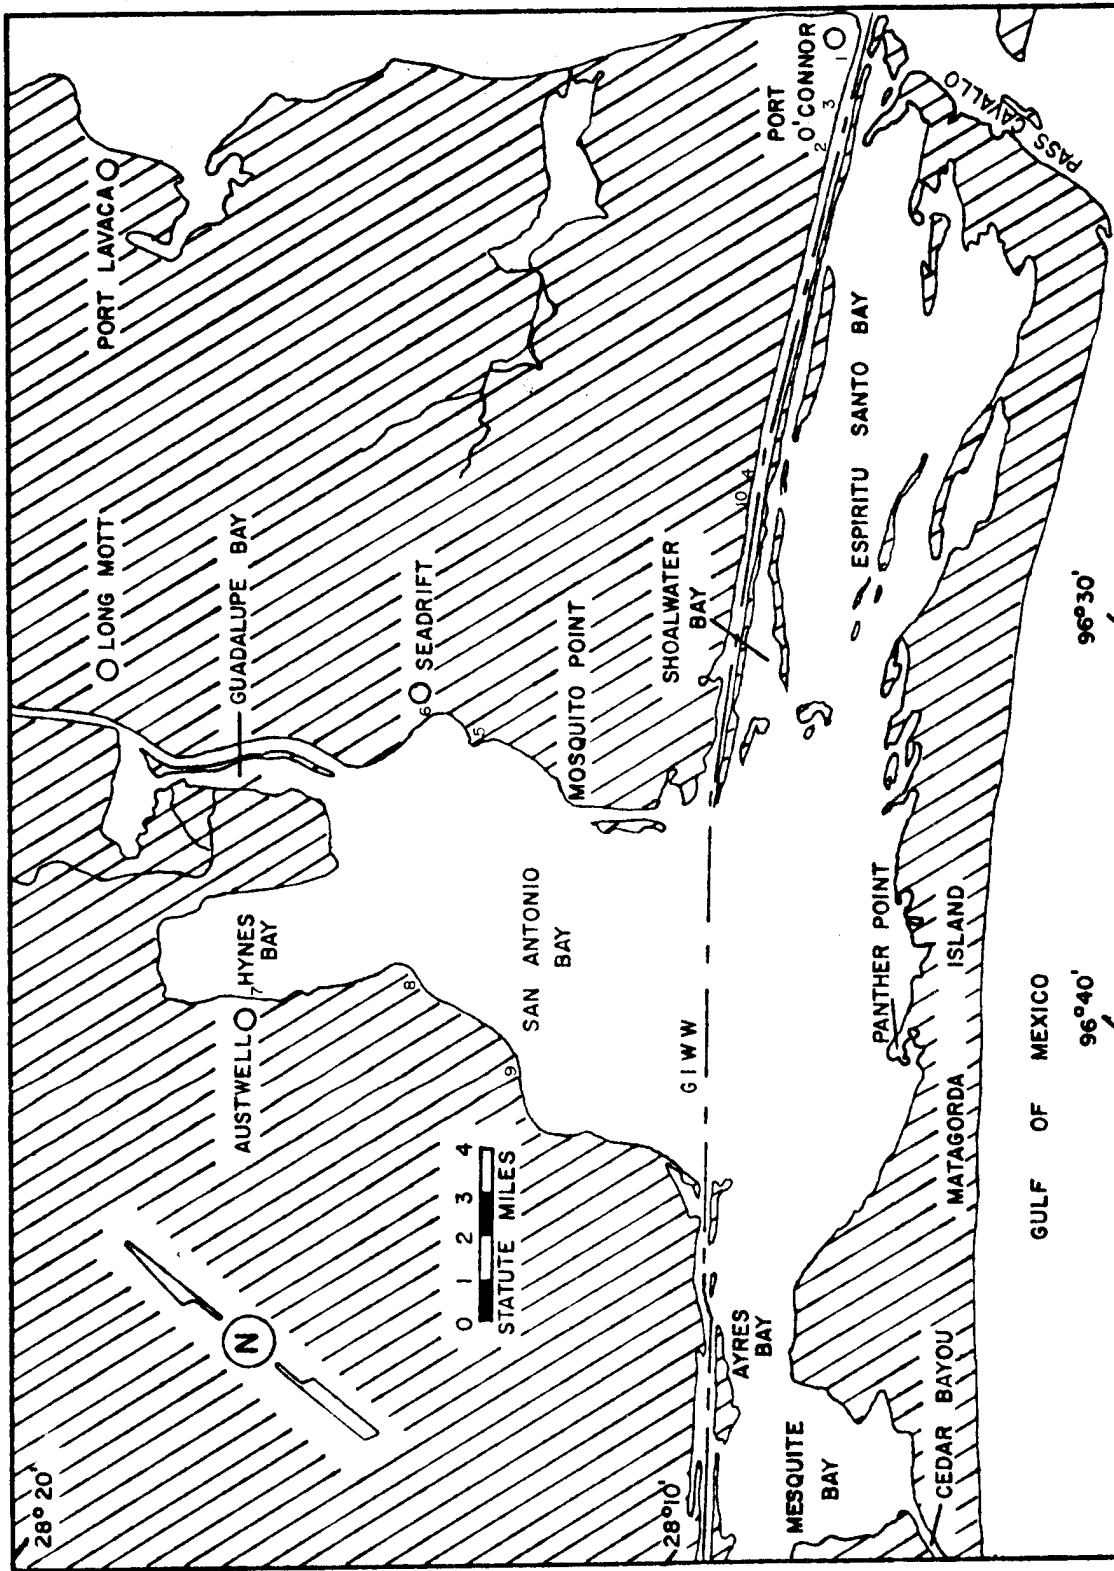 28° 20'
AUSTWELL
7
HYNES
BAY
GUADALUPE BAY
LONG MOTT
PORT LAVACA
N
0 1 2 3 4
STATUTE MILES
9
8
SAN ANTONIO
BAY
6
SEADRIFT
5
MOSQUITO POINT
SHOALWATER
BAY
10
4
2
3
1
PORT
O'CONNOR
28° 10'
GIWW
AYRES
BAY
MESQUITE
BAY
CEDAR BAYOU
PANTHER POINT
ESPIRITU SANTO BAY
PASS CAVALLO
MATAGORDA ISLAND
GULF OF MEXICO
96° 40'
96° 30'